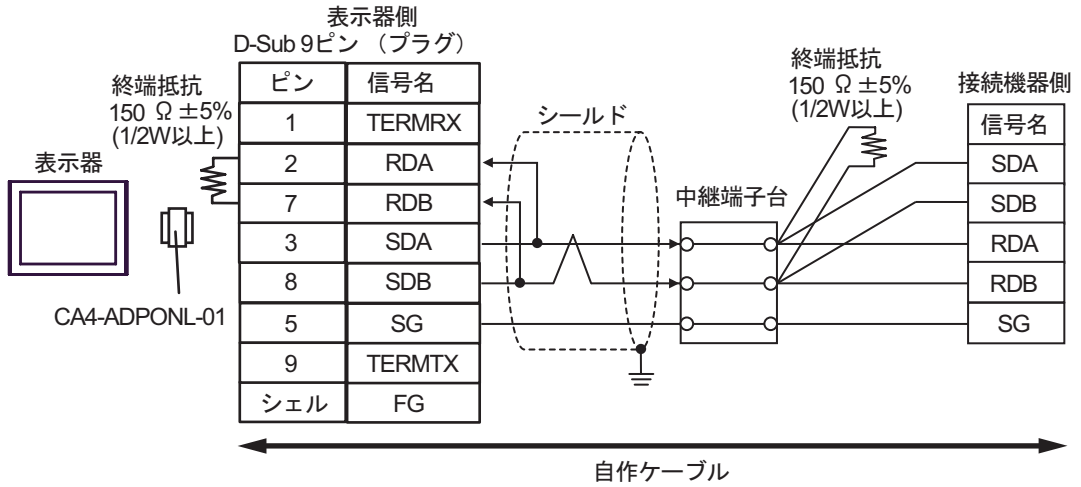 表示器側
D-Sub 9ピン （プラグ）
終端抵抗
150 Ω ±5%
(1/2W以上)
表示器
CA4-ADPONL-01
ピン 信号名
1 TERMRX
2 RDA
7 RDB
3 SDA
8 SDB
5 SG
9 TERMTX
シェル FG
シールド
中継端子台
終端抵抗
150 Ω ±5%
(1/2W以上)
接続機器側
信号名
SDA
SDB
RDA
RDB
SG
自作ケーブル